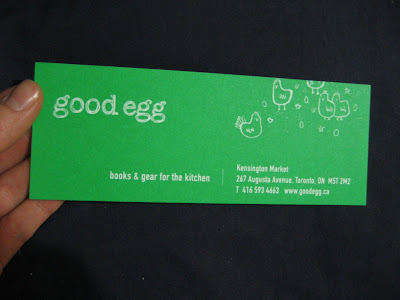 good egg
books & gear for the kitchen
Kensington Market
267 Augusta Avenue, Toronto, ON M5T 2M2
T 416 593 4663 www.goodegg.ca